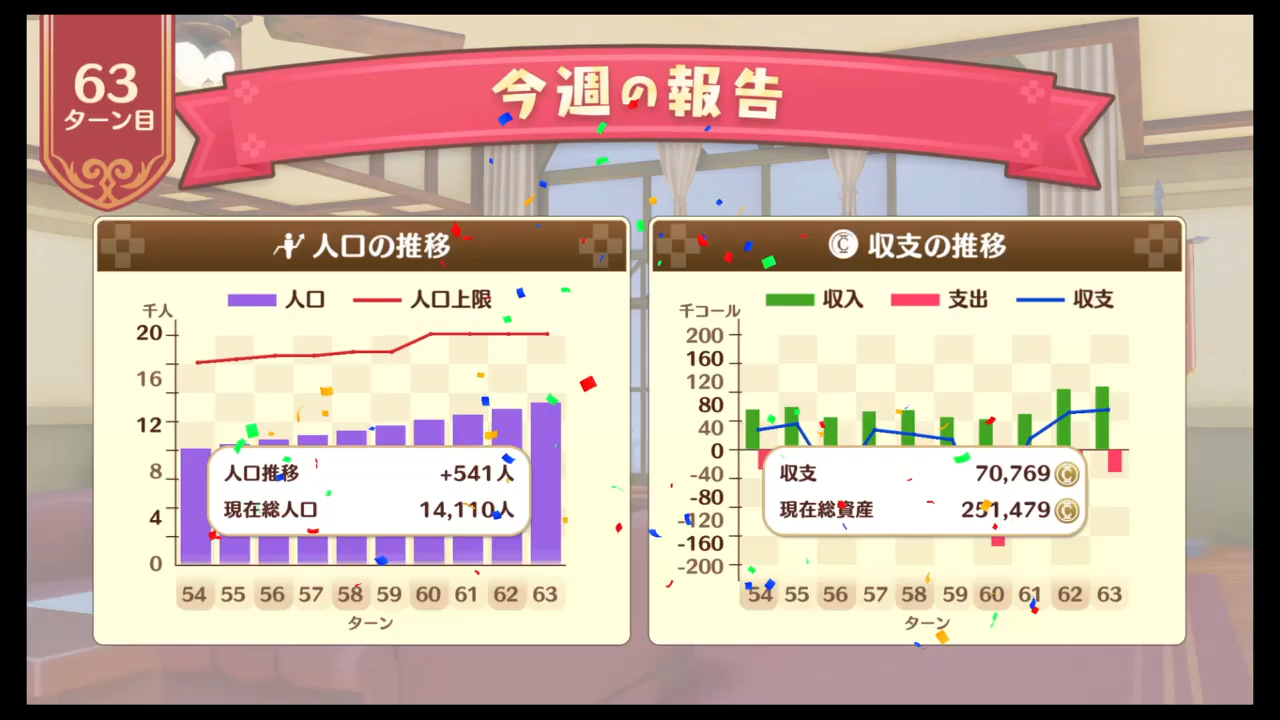 63
ターン目
今週の報告
人口の推移
人口 人口上限
千人
20
16
12
8
4
0
人口推移 +541人
現在総人口 14,110人
54 55 56 57 58 59 60 61 62 63
ターン
収支の推移
収入 支出 収支
千コール
200
160
120
80
40
0
-40
-80
-120
-160
-200
収支 70,769
現在総資産 251,479
54 55 56 57 58 59 60 61 62 63
ターン